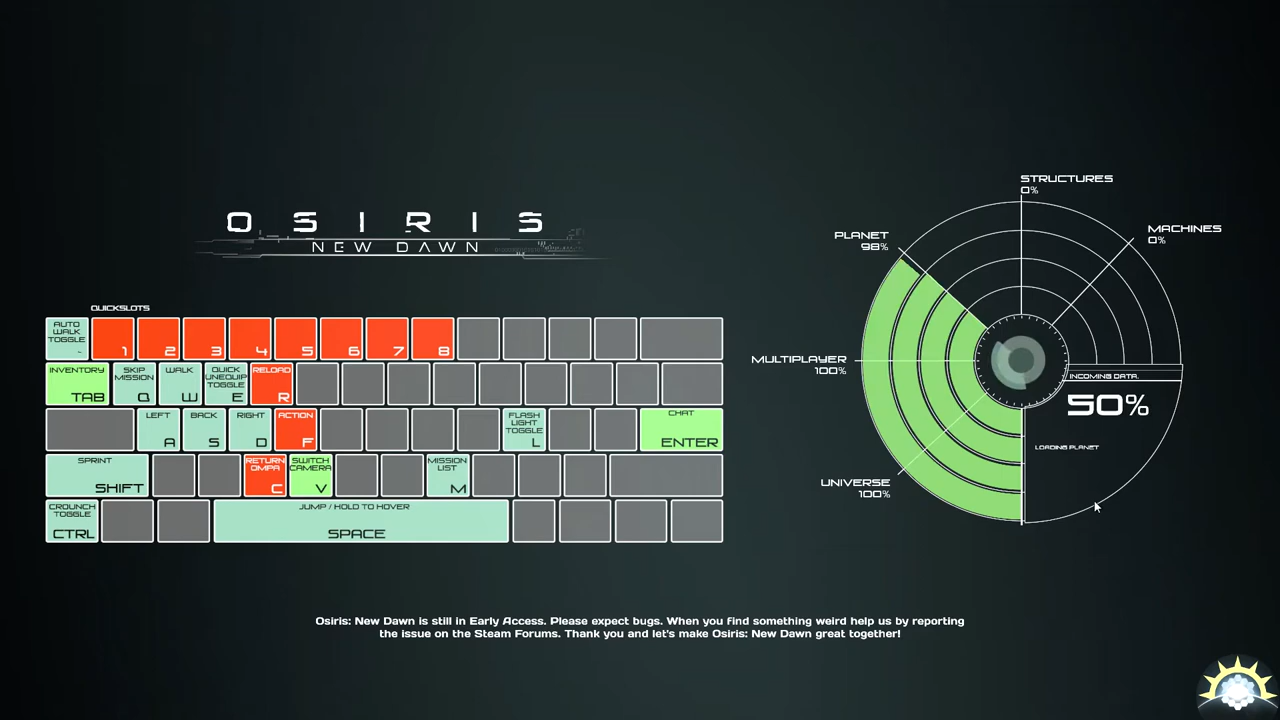 OSIRIS
NEW DAWN
QUICKSLOTS
AUTO
WALK
TOGGLE
~
1
2
3
4
5
6
7
8
INVENTORY
TAB
SKIP
MISSION
Q
WALK
W
QUICK
UNEQUIP
TOGGLE
E
RELOAD
R
LEFT
A
BACK
S
RIGHT
D
ACTION
F
FLASH
LIGHT
TOGGLE
L
CHAT
ENTER
SPRINT
SHIFT
RETURN
OMPA
C
SWITCH
CAMERA
V
MISSION
LIST
M
CROUNCH
TOGGLE
CTRL
JUMP / HOLD TO HOVER
SPACE
STRUCTURES
0%
MACHINES
0%
PLANET
98%
MULTIPLAYER
100%
UNIVERSE
100%
INCOMING DATA.
50%
LOADING PLANET
Osiris: New Dawn is still in Early Access. Please expect bugs. When you find something weird help us by reporting
the issue on the Steam Forums. Thank you and let's make Osiris: New Dawn great together!